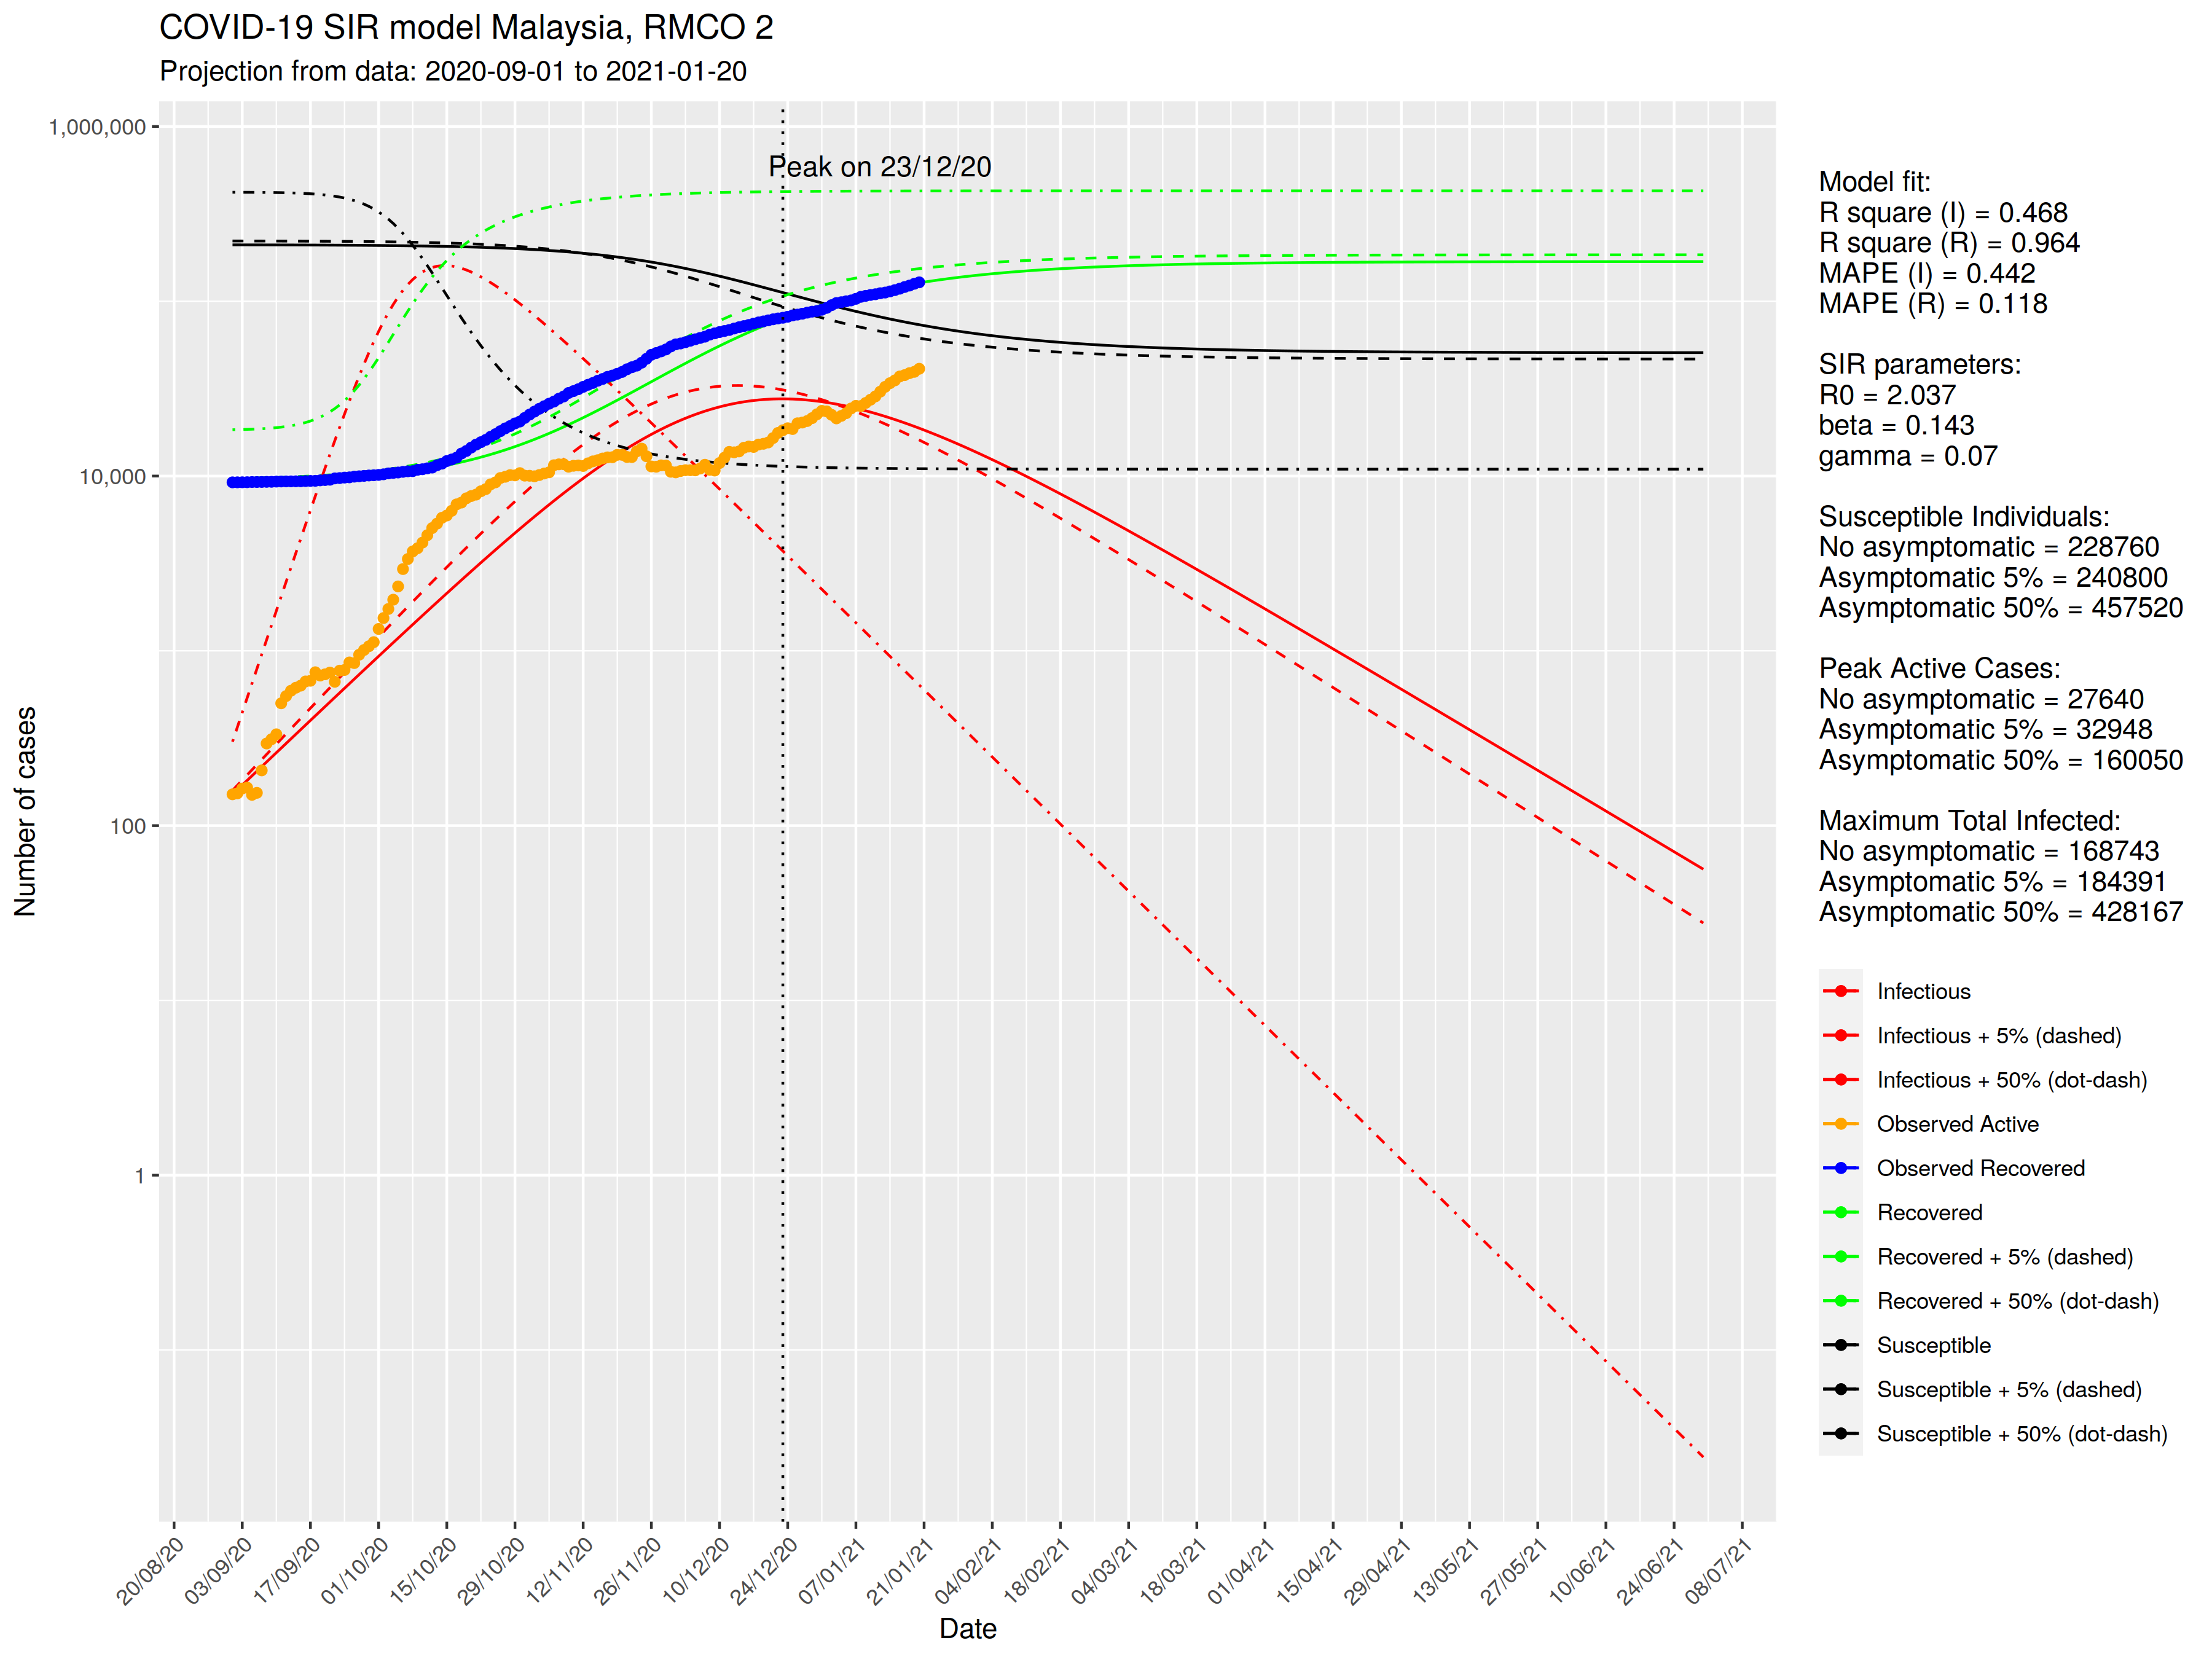 COVID-19 SIR model Malaysia, RMCO 2
Projection from data: 2020-09-01 to 2021-01-20
1,000,000
10,000
100
1
Number of cases
Peak on 23/12/20
20/08/20
03/09/20
17/09/20
01/10/20
15/10/20
29/10/20
12/11/20
26/11/20
10/12/20
24/12/20
07/01/21
21/01/21
04/02/21
18/02/21
04/03/21
18/03/21
01/04/21
15/04/21
29/04/21
13/05/21
27/05/21
10/06/21
24/06/21
08/07/21
Date
Model fit:
R square (I) = 0.468
R square (R) = 0.964
MAPE (I) = 0.442
MAPE (R) = 0.118
SIR parameters:
R0 = 2.037
beta = 0.143
gamma = 0.07
Susceptible Individuals:
No asymptomatic = 228760
Asymptomatic 5% = 240800
Asymptomatic 50% = 457520
Peak Active Cases:
No asymptomatic = 27640
Asymptomatic 5% = 32948
Asymptomatic 50% = 160050
Maximum Total Infected:
No asymptomatic = 168743
Asymptomatic 5% = 184391
Asymptomatic 50% = 428167
Infectious
Infectious + 5% (dashed)
Infectious + 50% (dot-dash)
Observed Active
Observed Recovered
Recovered
Recovered + 5% (dashed)
Recovered + 50% (dot-dash)
Susceptible
Susceptible + 5% (dashed)
Susceptible + 50% (dot-dash)